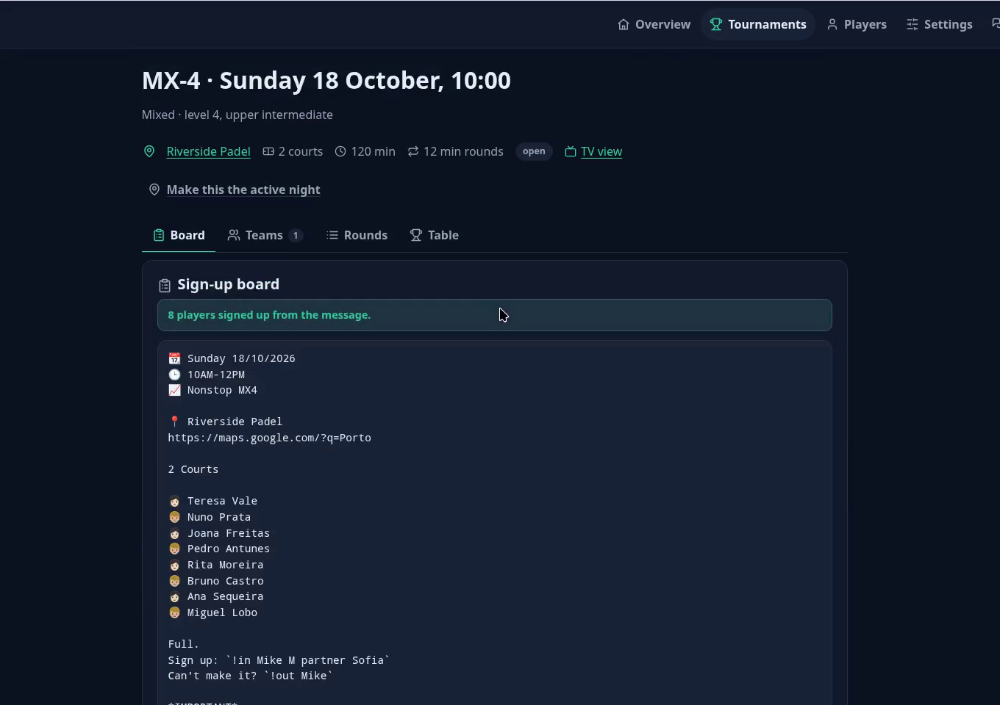 Overview
Tournaments
Players
Settings
MX-4 · Sunday 18 October, 10:00
Mixed · level 4, upper intermediate
Riverside Padel 2 courts 120 min 12 min rounds open TV view
Make this the active night
Board Teams 1 Rounds Table
Sign-up board
8 players signed up from the message.
📆 Sunday 18/10/2026
🕒 10AM-12PM
📈 Nonstop MX4
📍 Riverside Padel
https://maps.google.com/?q=Porto
2 Courts
👩🏻 Teresa Vale
👦🏼 Nuno Prata
👩🏻 Joana Freitas
👦🏼 Pedro Antunes
👩🏻 Rita Moreira
👦🏼 Bruno Castro
👩🏻 Ana Sequeira
👦🏼 Miguel Lobo
Full.
Sign up: `!in Mike M partner Sofia`
Can't make it? `!out Mike`
*IMPORTANT*